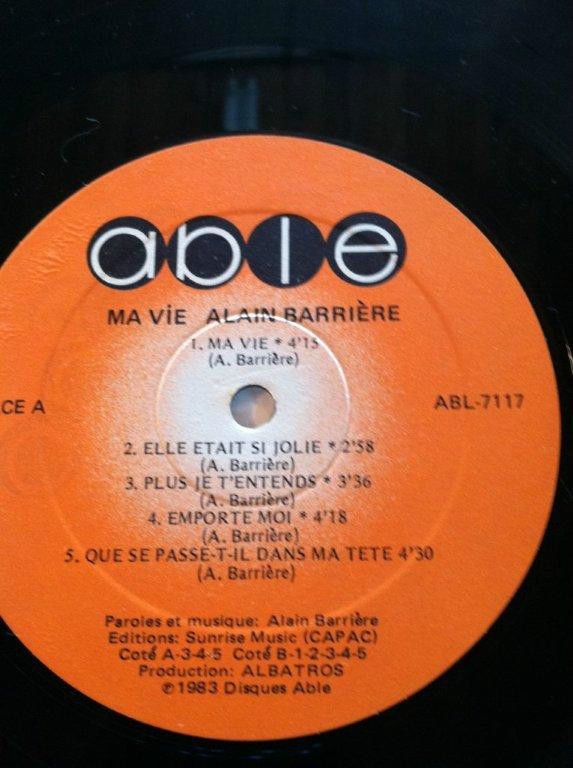 able
MA ViE ALAIN BARRIÈRE
1. MA VIE * 4'15
(A. Barrière)
CE A
ABL-7117
2. ELLE ETAIT SI JOLIE * 2'58
(A. Barrière)
3. PLUS JE T'ENTENDS * 3'36
(A. Barrière)
4. EMPORTE MOI * 4'18
(A. Barrière)
5. QUE SE PASSE-T-IL DANS MA TETE 4'30
(A. Barrière)
Paroles et musique: Alain Barrière
Editions: Sunrise Music (CAPAC)
Coté A-3-4-5 Coté B-1-2-3-4-5
Production: ALBATROS
℗1983 Disques Able